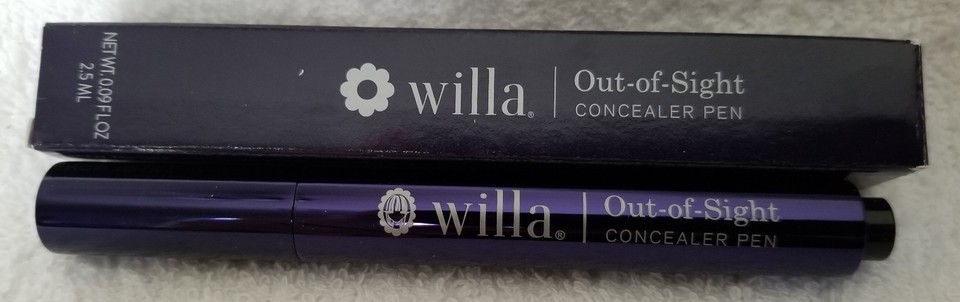 NET WT. 0.09 FL OZ
2.5 ML
willa®
Out-of-Sight
CONCEALER PEN
willa®
Out-of-Sight
CONCEALER PEN